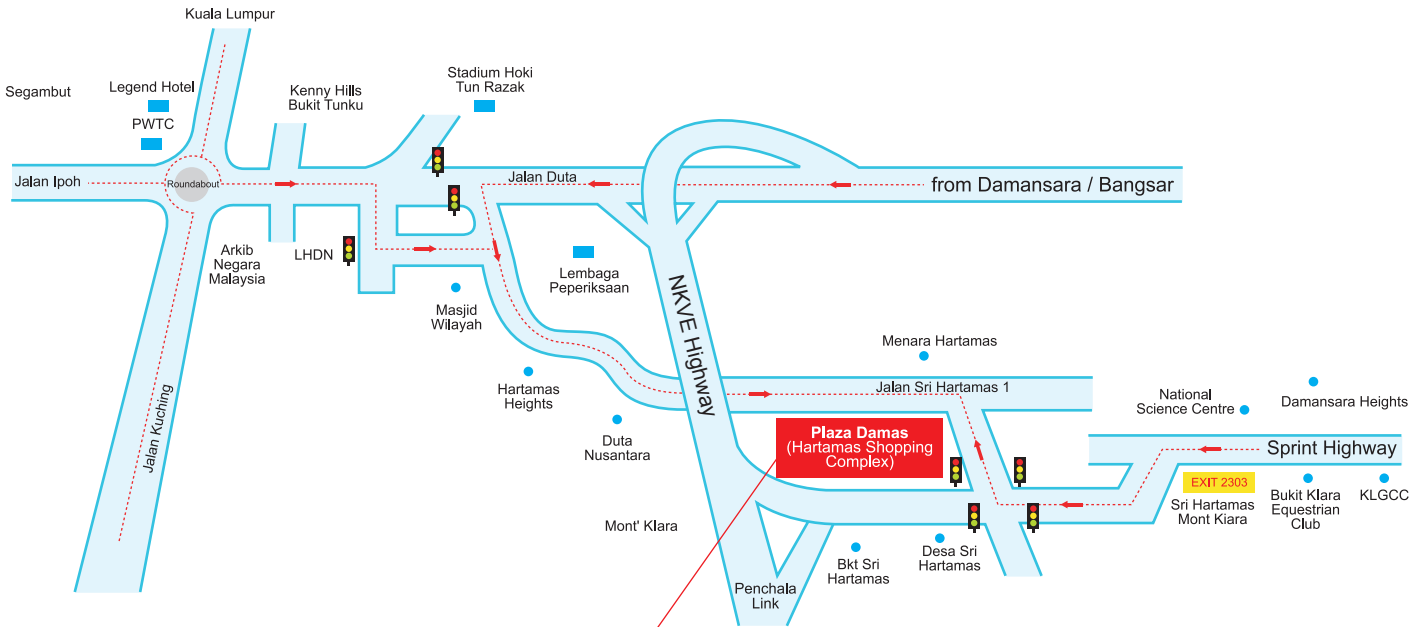 Kuala Lumpur
Segambut
Legend Hotel
PWTC
Kenny Hills
Bukit Tunku
Stadium Hoki
Tun Razak
Jalan Ipoh
Roundabout
Jalan Duta
from Damansara / Bangsar
Arkib
Negara
Malaysia
LHDN
Masjid
Wilayah
Lembaga
Peperiksaan
NKVE Highway
Jalan Kuching
Hartamas
Heights
Duta
Nusantara
Menara Hartamas
Jalan Sri Hartamas 1
National
Science Centre
Damansara Heights
Plaza Damas
(Hartamas Shopping
Complex)
Sprint Highway
EXIT 2303
Sri Hartamas
Mont Kiara
Bukit Klara
Equestrian
Club
KLGCC
Mont' Klara
Bkt Sri
Hartamas
Desa Sri
Hartamas
Penchala
Link